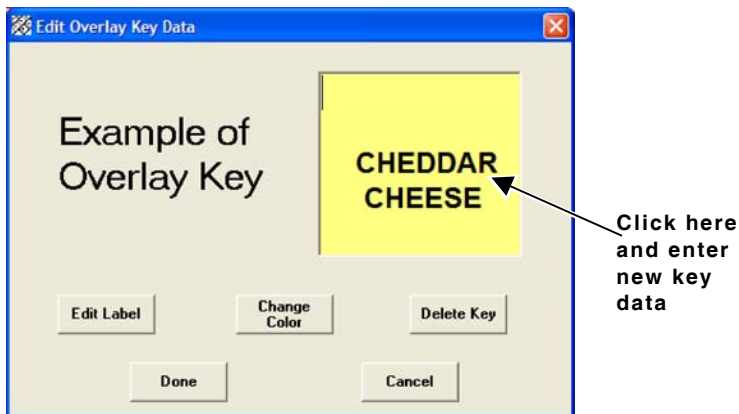 Edit Overlay Key Data
Example of
Overlay Key
CHEDDAR
CHEESE
Click here
and enter
new key
data
Edit Label
Change
Color
Delete Key
Done
Cancel